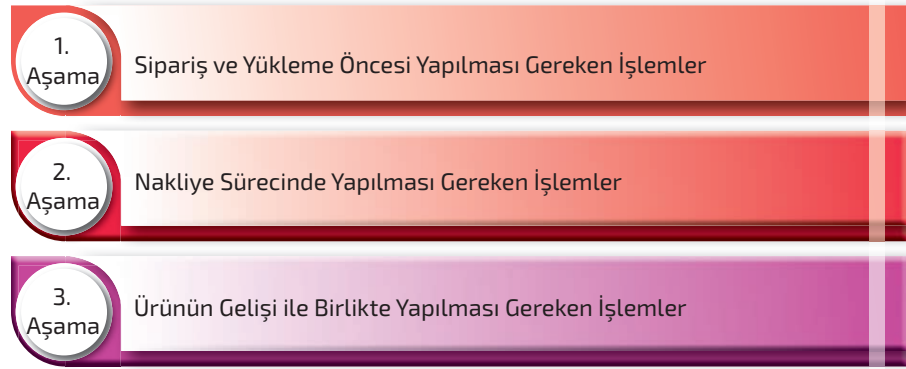 1.
Aşama
Sipariş ve Yükleme Öncesi Yapılması Gereken İşlemler
2.
Aşama
Nakliye Sürecinde Yapılması Gereken İşlemler
3.
Aşama
Ürünün Gelişi ile Birlikte Yapılması Gereken İşlemler